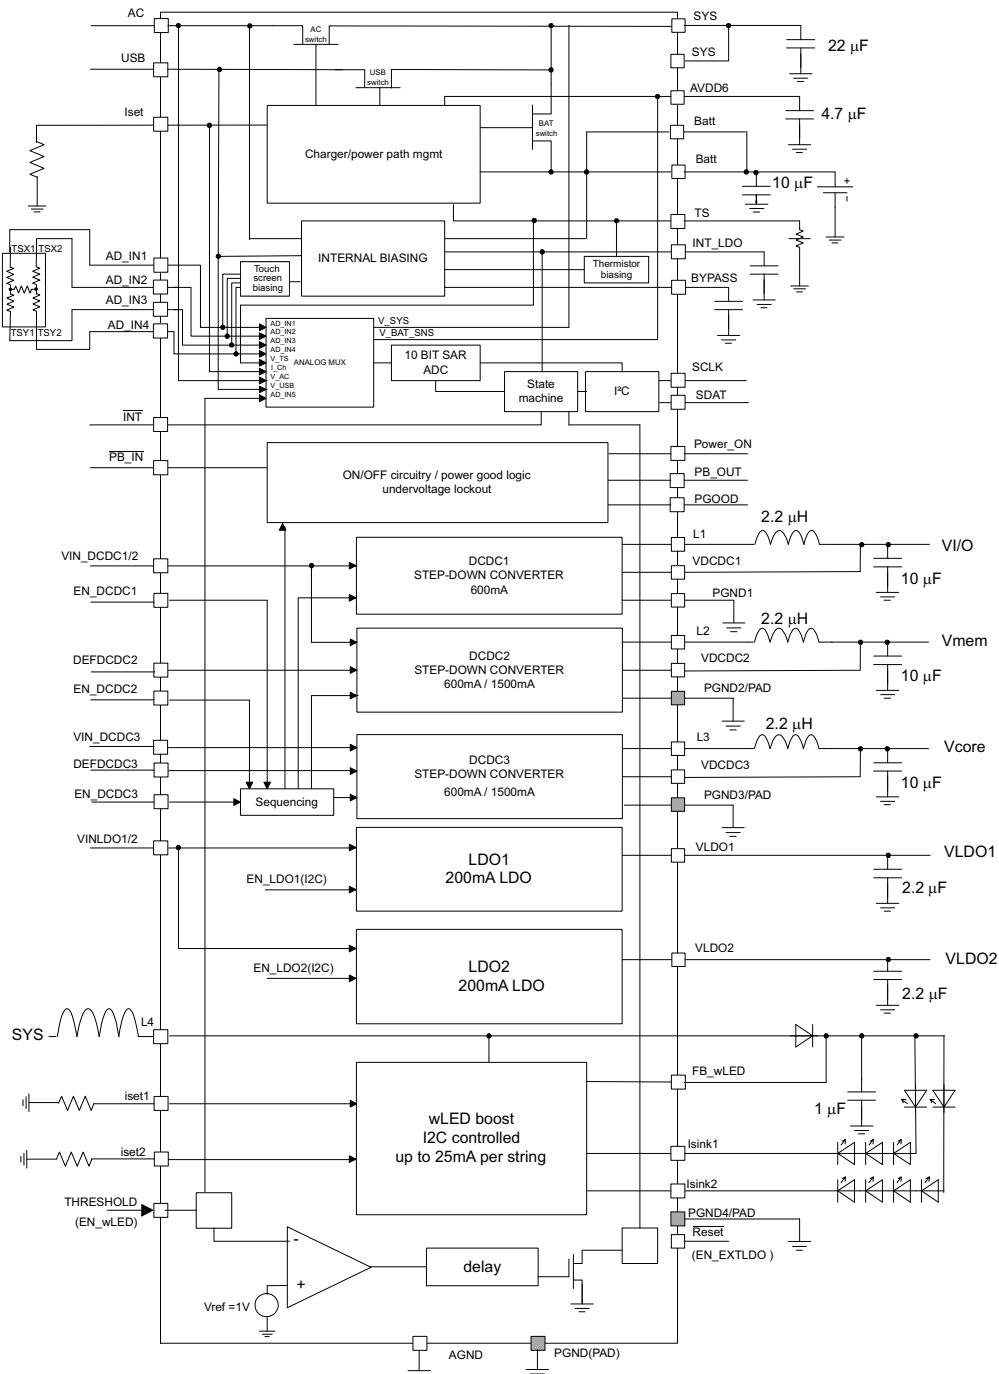 AC
SYS
AC
switch
22 μF
USB
SYS
USB
switch
AVDD6
Iset
BAT
switch
4.7 μF
Batt
Charger/power path mgmt
Batt
10 μF
+
-
TS
TSX1
TSX2
AD_IN1
INTERNAL BIASING
INT_LDO
Touch
screen
biasing
Thermistor
biasing
AD_IN2
BYPASS
AD_IN3
TSY1
TSY2
AD_IN4
AD_IN1
AD_IN2
AD_IN3
AD_IN4
V_TS
I_Ch
V_AC
V_USB
AD_IN5
ANALOG MUX
V_SYS
V_BAT_SNS
10 BIT SAR
ADC
State
machine
I²C
SCLK
SDAT
INT
PB_IN
ON/OFF circuitry / power good logic
undervoltage lockout
Power_ON
PB_OUT
PGOOD
VIN_DCDC1/2
DCDC1
STEP-DOWN CONVERTER
600mA
L1
2.2 μH
VI/O
VDCDC1
10 μF
EN_DCDC1
PGND1
DCDC2
STEP-DOWN CONVERTER
600mA / 1500mA
L2
2.2 μH
Vmem
DEFDCDC2
VDCDC2
10 μF
EN_DCDC2
PGND2/PAD
VIN_DCDC3
DCDC3
STEP-DOWN CONVERTER
600mA / 1500mA
L3
2.2 μH
Vcore
DEFDCDC3
VDCDC3
10 μF
EN_DCDC3
Sequencing
PGND3/PAD
VINLDO1/2
LDO1
200mA LDO
VLDO1
VLDO1
EN_LDO1(I2C)
2.2 μF
LDO2
200mA LDO
VLDO2
VLDO2
EN_LDO2(I2C)
2.2 μF
SYS
L4
FB_wLED
iset1
wLED boost
I2C controlled
up to 25mA per string
1 μF
iset2
Isink1
Isink2
THRESHOLD
(EN_wLED)
PGND4/PAD
Reset
(EN_EXTLDO )
-
+
delay
Vref =1V
AGND
PGND(PAD)